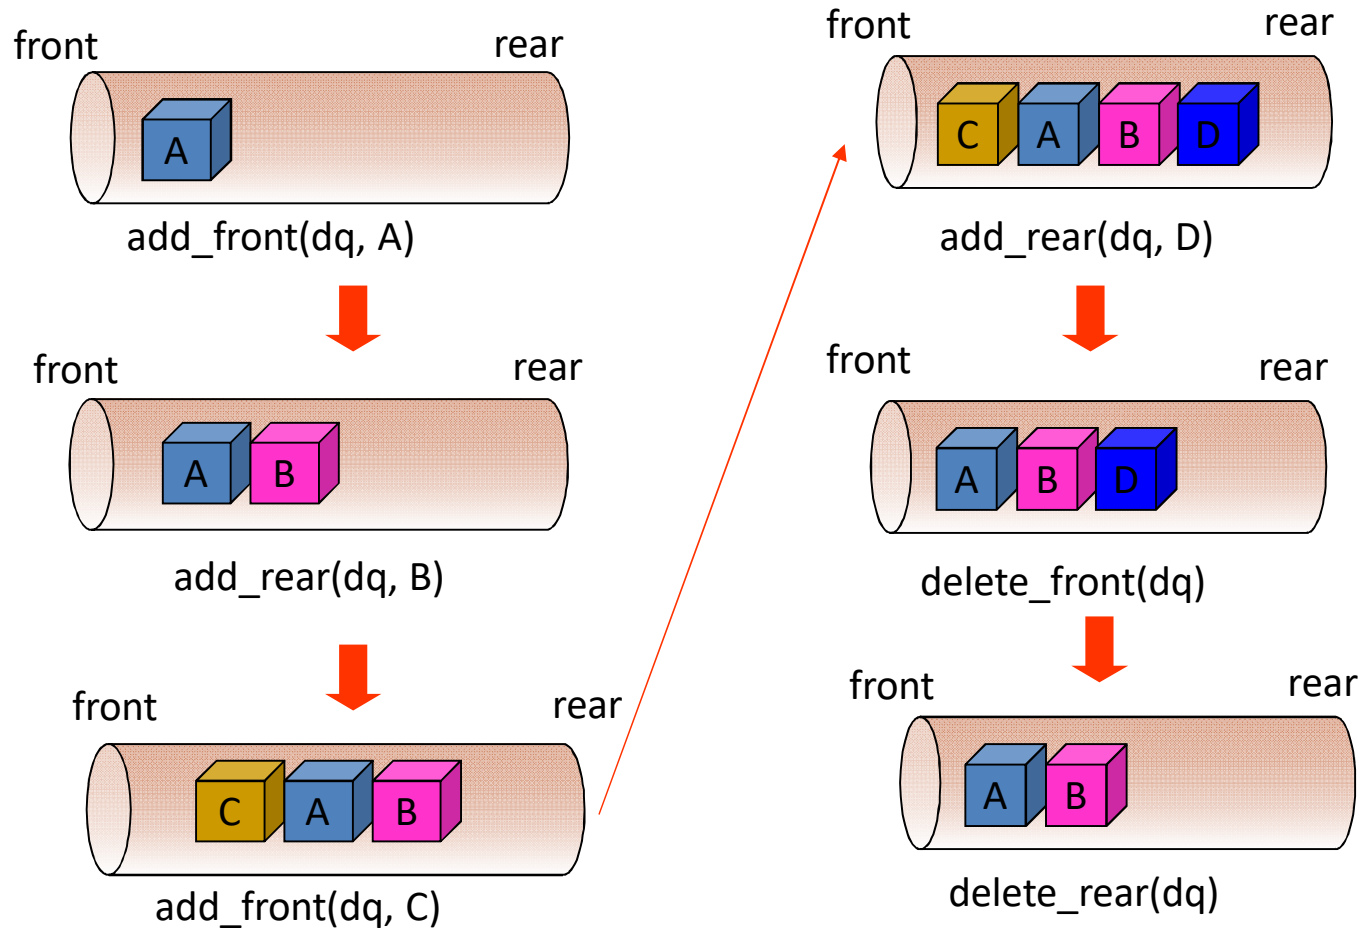 front rear
A
add_front(dq, A)
front rear
A B
add_rear(dq, B)
front rear
C A B
add_front(dq, C)
front rear
C A B D
add_rear(dq, D)
front rear
A B D
delete_front(dq)
front rear
A B
delete_rear(dq)